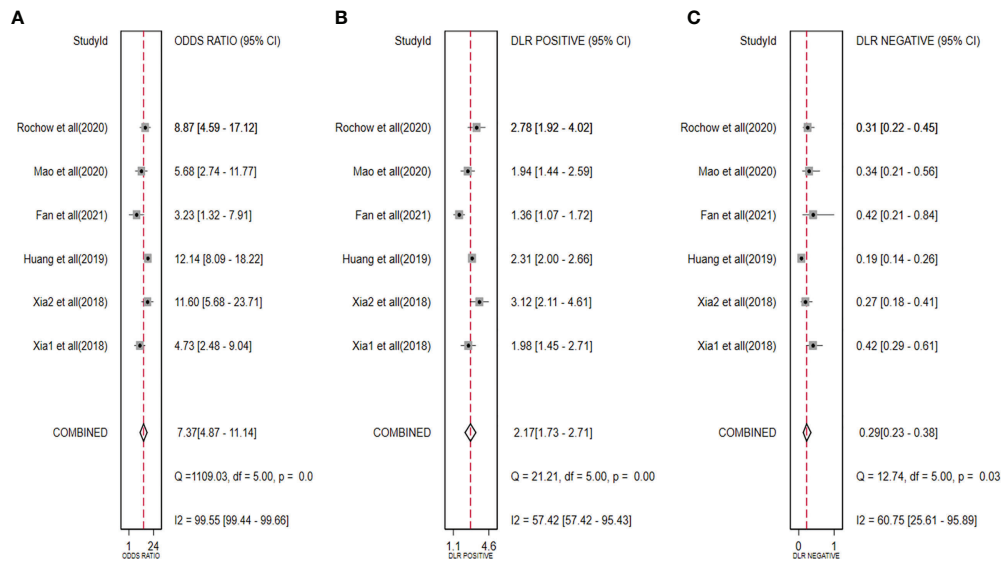 A
StudyId ODDS RATIO (95% CI)
Rochow et all(2020) 8.87 [4.59 - 17.12]
Mao et all(2020) 5.68 [2.74 - 11.77]
Fan et all(2021) 3.23 [1.32 - 7.91]
Huang et all(2019) 12.14 [8.09 - 18.22]
Xia2 et all(2018) 11.60 [5.68 - 23.71]
Xia1 et all(2018) 4.73 [2.48 - 9.04]
COMBINED 7.37[4.87 - 11.14]
Q =1109.03, df = 5.00, p = 0.0
I2 = 99.55 [99.44 - 99.66]
1 24
ODDS RATIO
B
StudyId DLR POSITIVE (95% CI)
Rochow et all(2020) 2.78 [1.92 - 4.02]
Mao et all(2020) 1.94 [1.44 - 2.59]
Fan et all(2021) 1.36 [1.07 - 1.72]
Huang et all(2019) 2.31 [2.00 - 2.66]
Xia2 et all(2018) 3.12 [2.11 - 4.61]
Xia1 et all(2018) 1.98 [1.45 - 2.71]
COMBINED 2.17[1.73 - 2.71]
Q = 21.21, df = 5.00, p = 0.00
I2 = 57.42 [57.42 - 95.43]
1.1 4.6
DLR POSITIVE
C
StudyId DLR NEGATIVE (95% CI)
Rochow et all(2020) 0.31 [0.22 - 0.45]
Mao et all(2020) 0.34 [0.21 - 0.56]
Fan et all(2021) 0.42 [0.21 - 0.84]
Huang et all(2019) 0.19 [0.14 - 0.26]
Xia2 et all(2018) 0.27 [0.18 - 0.41]
Xia1 et all(2018) 0.42 [0.29 - 0.61]
COMBINED 0.29[0.23 - 0.38]
Q = 12.74, df = 5.00, p = 0.03
I2 = 60.75 [25.61 - 95.89]
0 1
DLR NEGATIVE